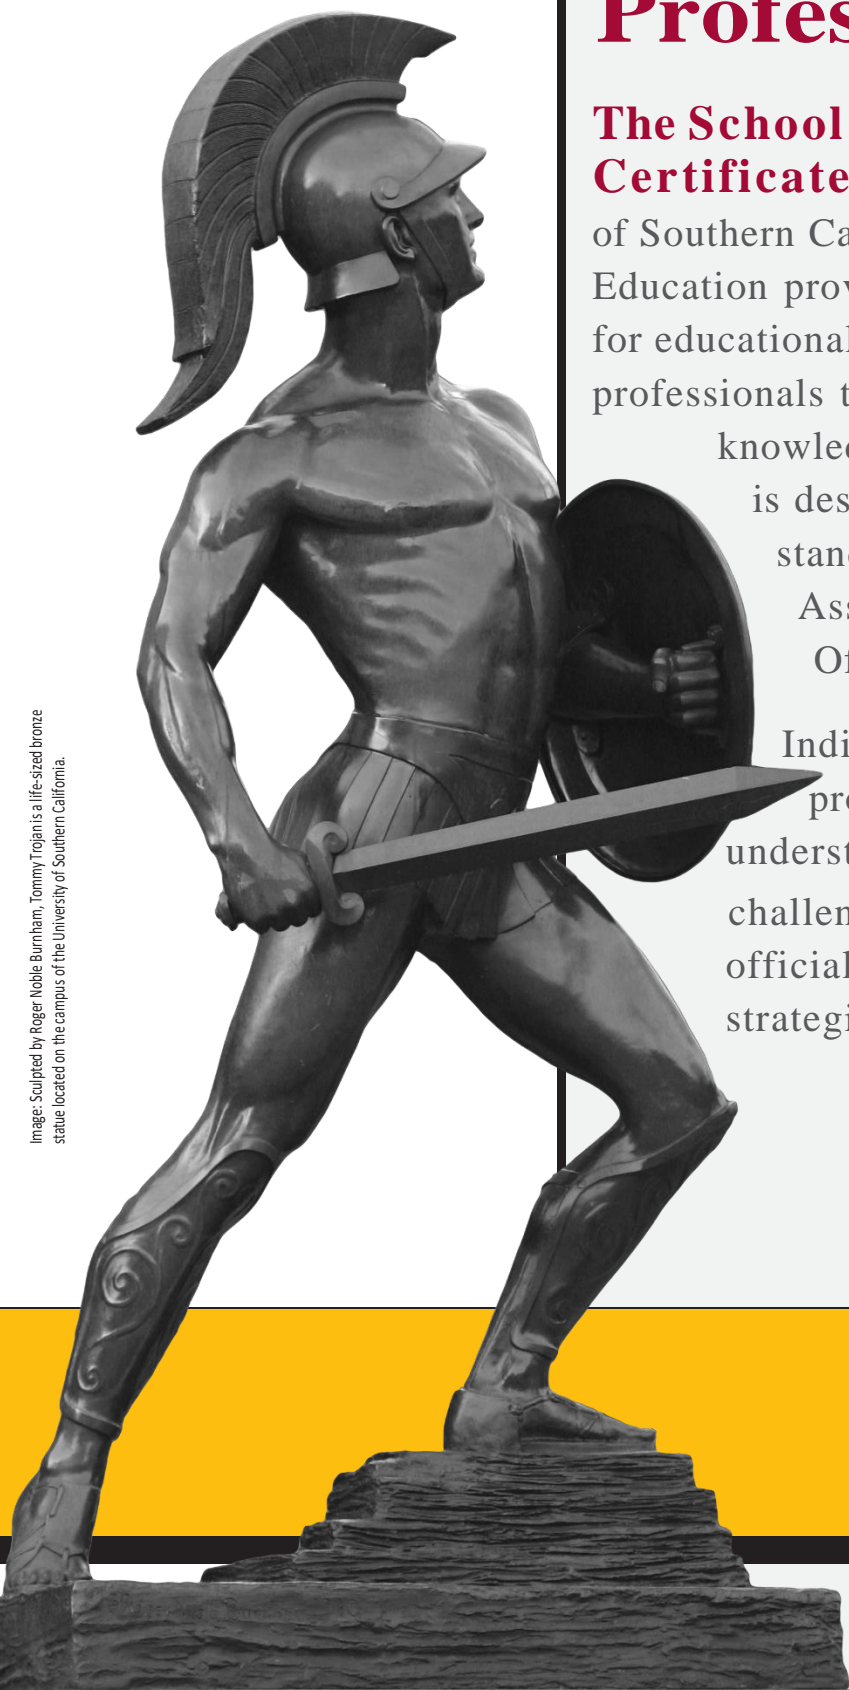 Profes
The School
Certificate
of Southern Ca
Education prov
for educational
professionals t
knowled
is des
stand
Ass
Of
Indi
pro
underst
challen
official
strategi
Image: Sculpted by Roger Noble Burnham, Tommy Trojan is a life-sized bronze
statue located on the campus of the University of Southern California.